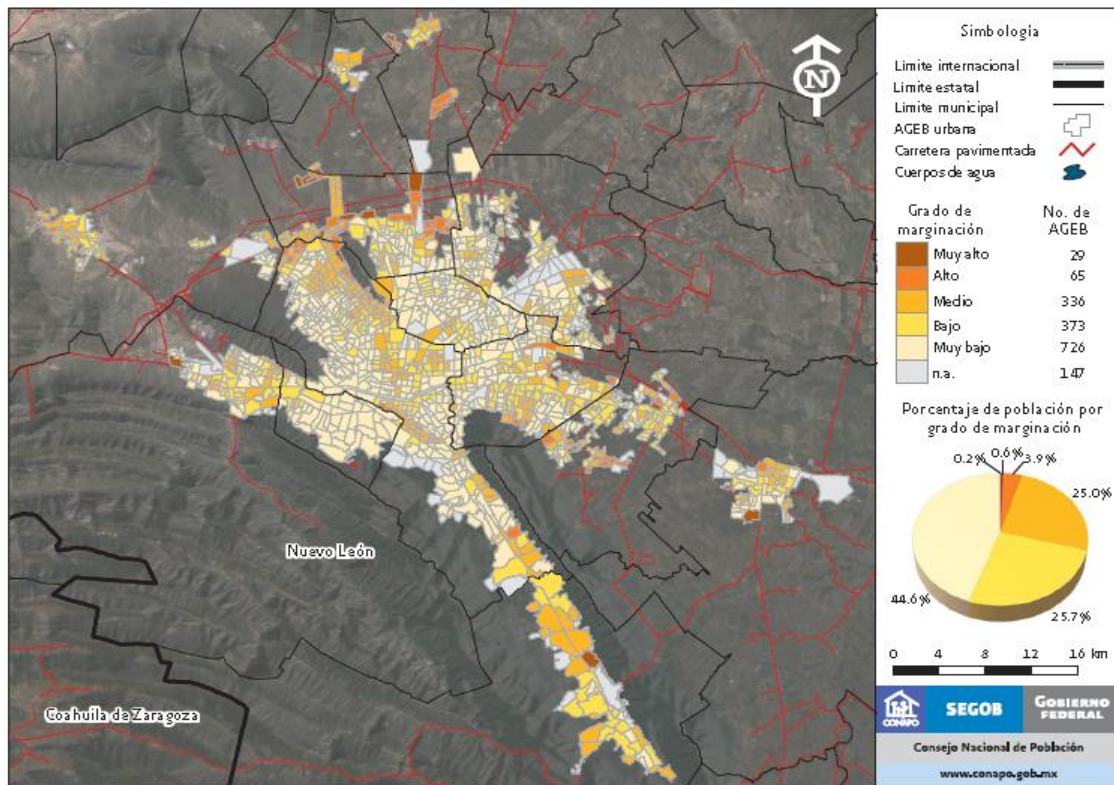 N
Nuevo León
Coahuila de Zaragoza
Simbología
Limite internacional
Limite estatal
Limite municipal
AGEB urbana
Carretera pavimentada
Cuerpos de agua
Grado de marginación No. de AGEB
Muy alto 29
Alto 65
Medio 336
Bajo 373
Muy bajo 726
n.a. 147
Porcentaje de población por
grado de marginación
0.2% 0.6% 3.9%
25.0%
44.6%
25.7%
0 4 8 12 16 km
CONAPO
SEGOB
GOBIERNO
FEDERAL
Consejo Nacional de Población
www.conapo.gob.mx